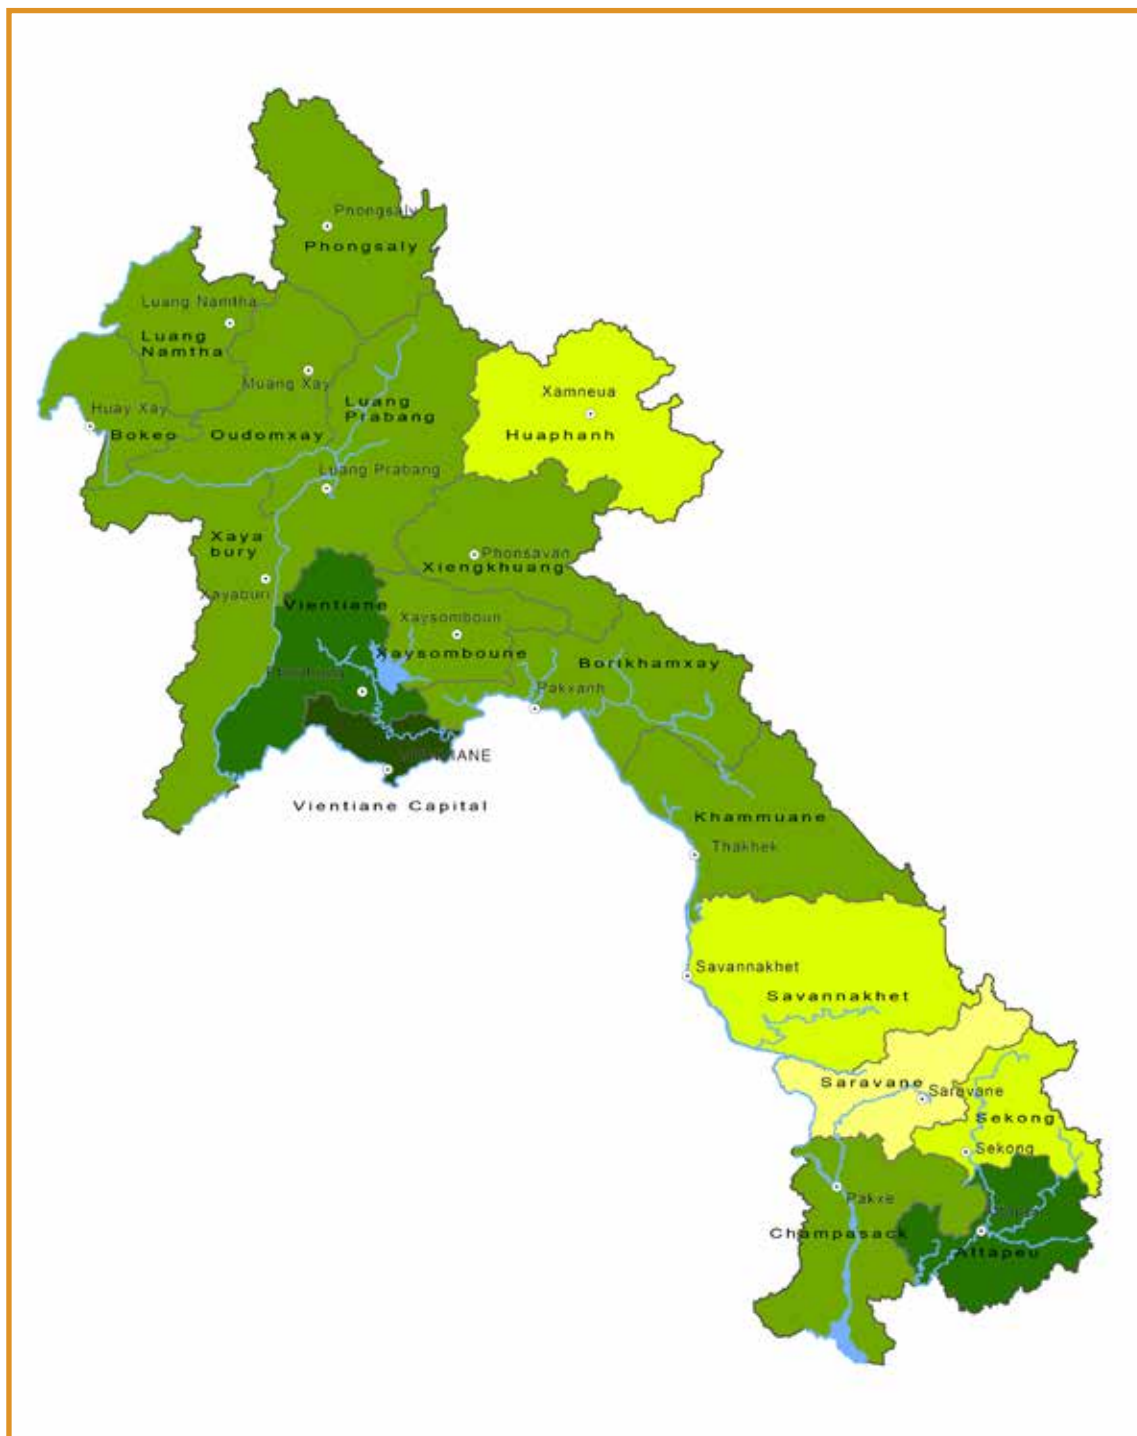 Phongsaly
Phongsaly
Luang Namtha
Luang
Namtha
Muang Xay
Luang
Prabang
Xamneua
Huaphanh
Huay Xay
Bokeo
Oudomxay
Luang Prabang
Xaya
bury
Xayaburi
Phonsavan
Xiengkhuang
Vientiane
Xaysomboun
Xaysomboune
Borikhamxay
Pakxanh
Vientiane Capital
Khammuane
Thakhek
Savannakhet
Savannakhet
Saravane
Saravane
Sekong
Sekong
Pakxe
Champasack
Attapeu